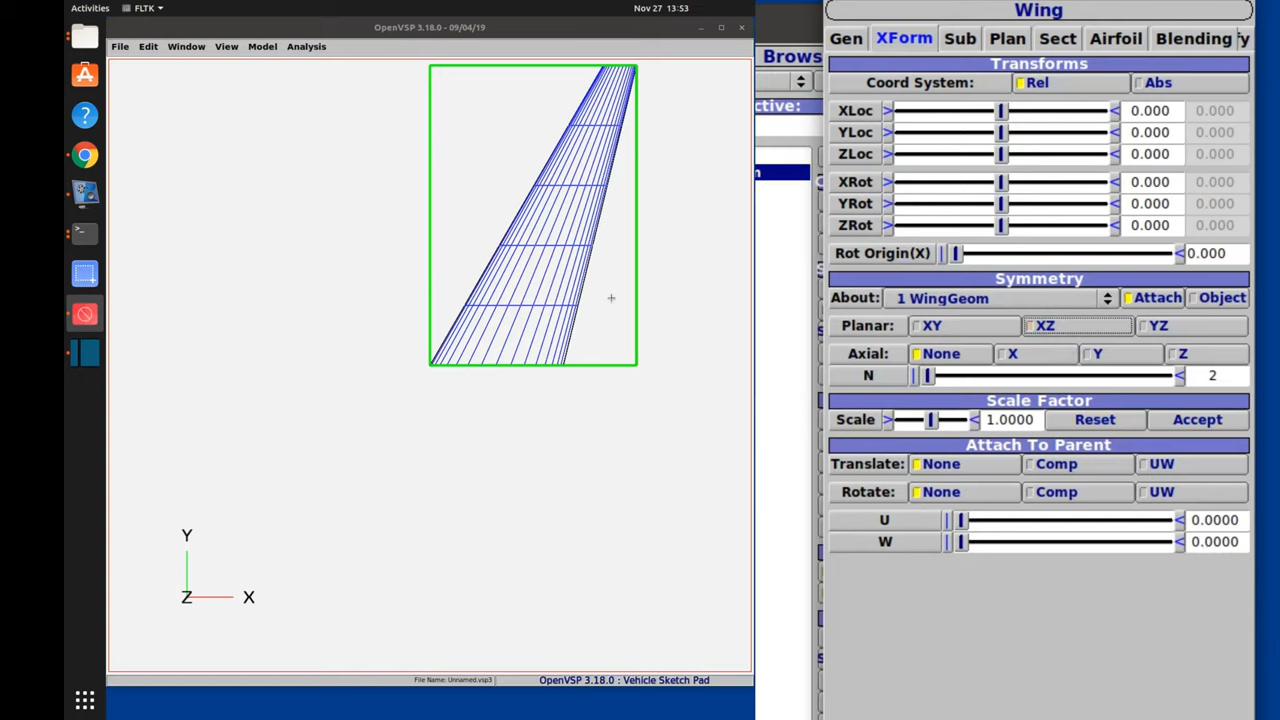 Activities FLTK Nov 27 13:53
OpenVSP 3.18.0 - 09/04/19
File Edit Window View Model Analysis
Y
Z X
File Name: Unnamed.vsp3 OpenVSP 3.18.0 : Vehicle Sketch Pad
Wing
Gen XForm Sub Plan Sect Airfoil Blending
Transforms
Coord System: Rel Abs
XLoc > < 0.000 0.000
YLoc > < 0.000 0.000
ZLoc > < 0.000 0.000
XRot > < 0.000 0.000
YRot > < 0.000 0.000
ZRot > < 0.000 0.000
Rot Origin(X) < 0.000
Symmetry
About: 1 WingGeom Attach Object
Planar: XY XZ YZ
Axial: None X Y Z
N < 2
Scale Factor
Scale > < 1.0000 Reset Accept
Attach To Parent
Translate: None Comp UW
Rotate: None Comp UW
U < 0.0000
W < 0.0000